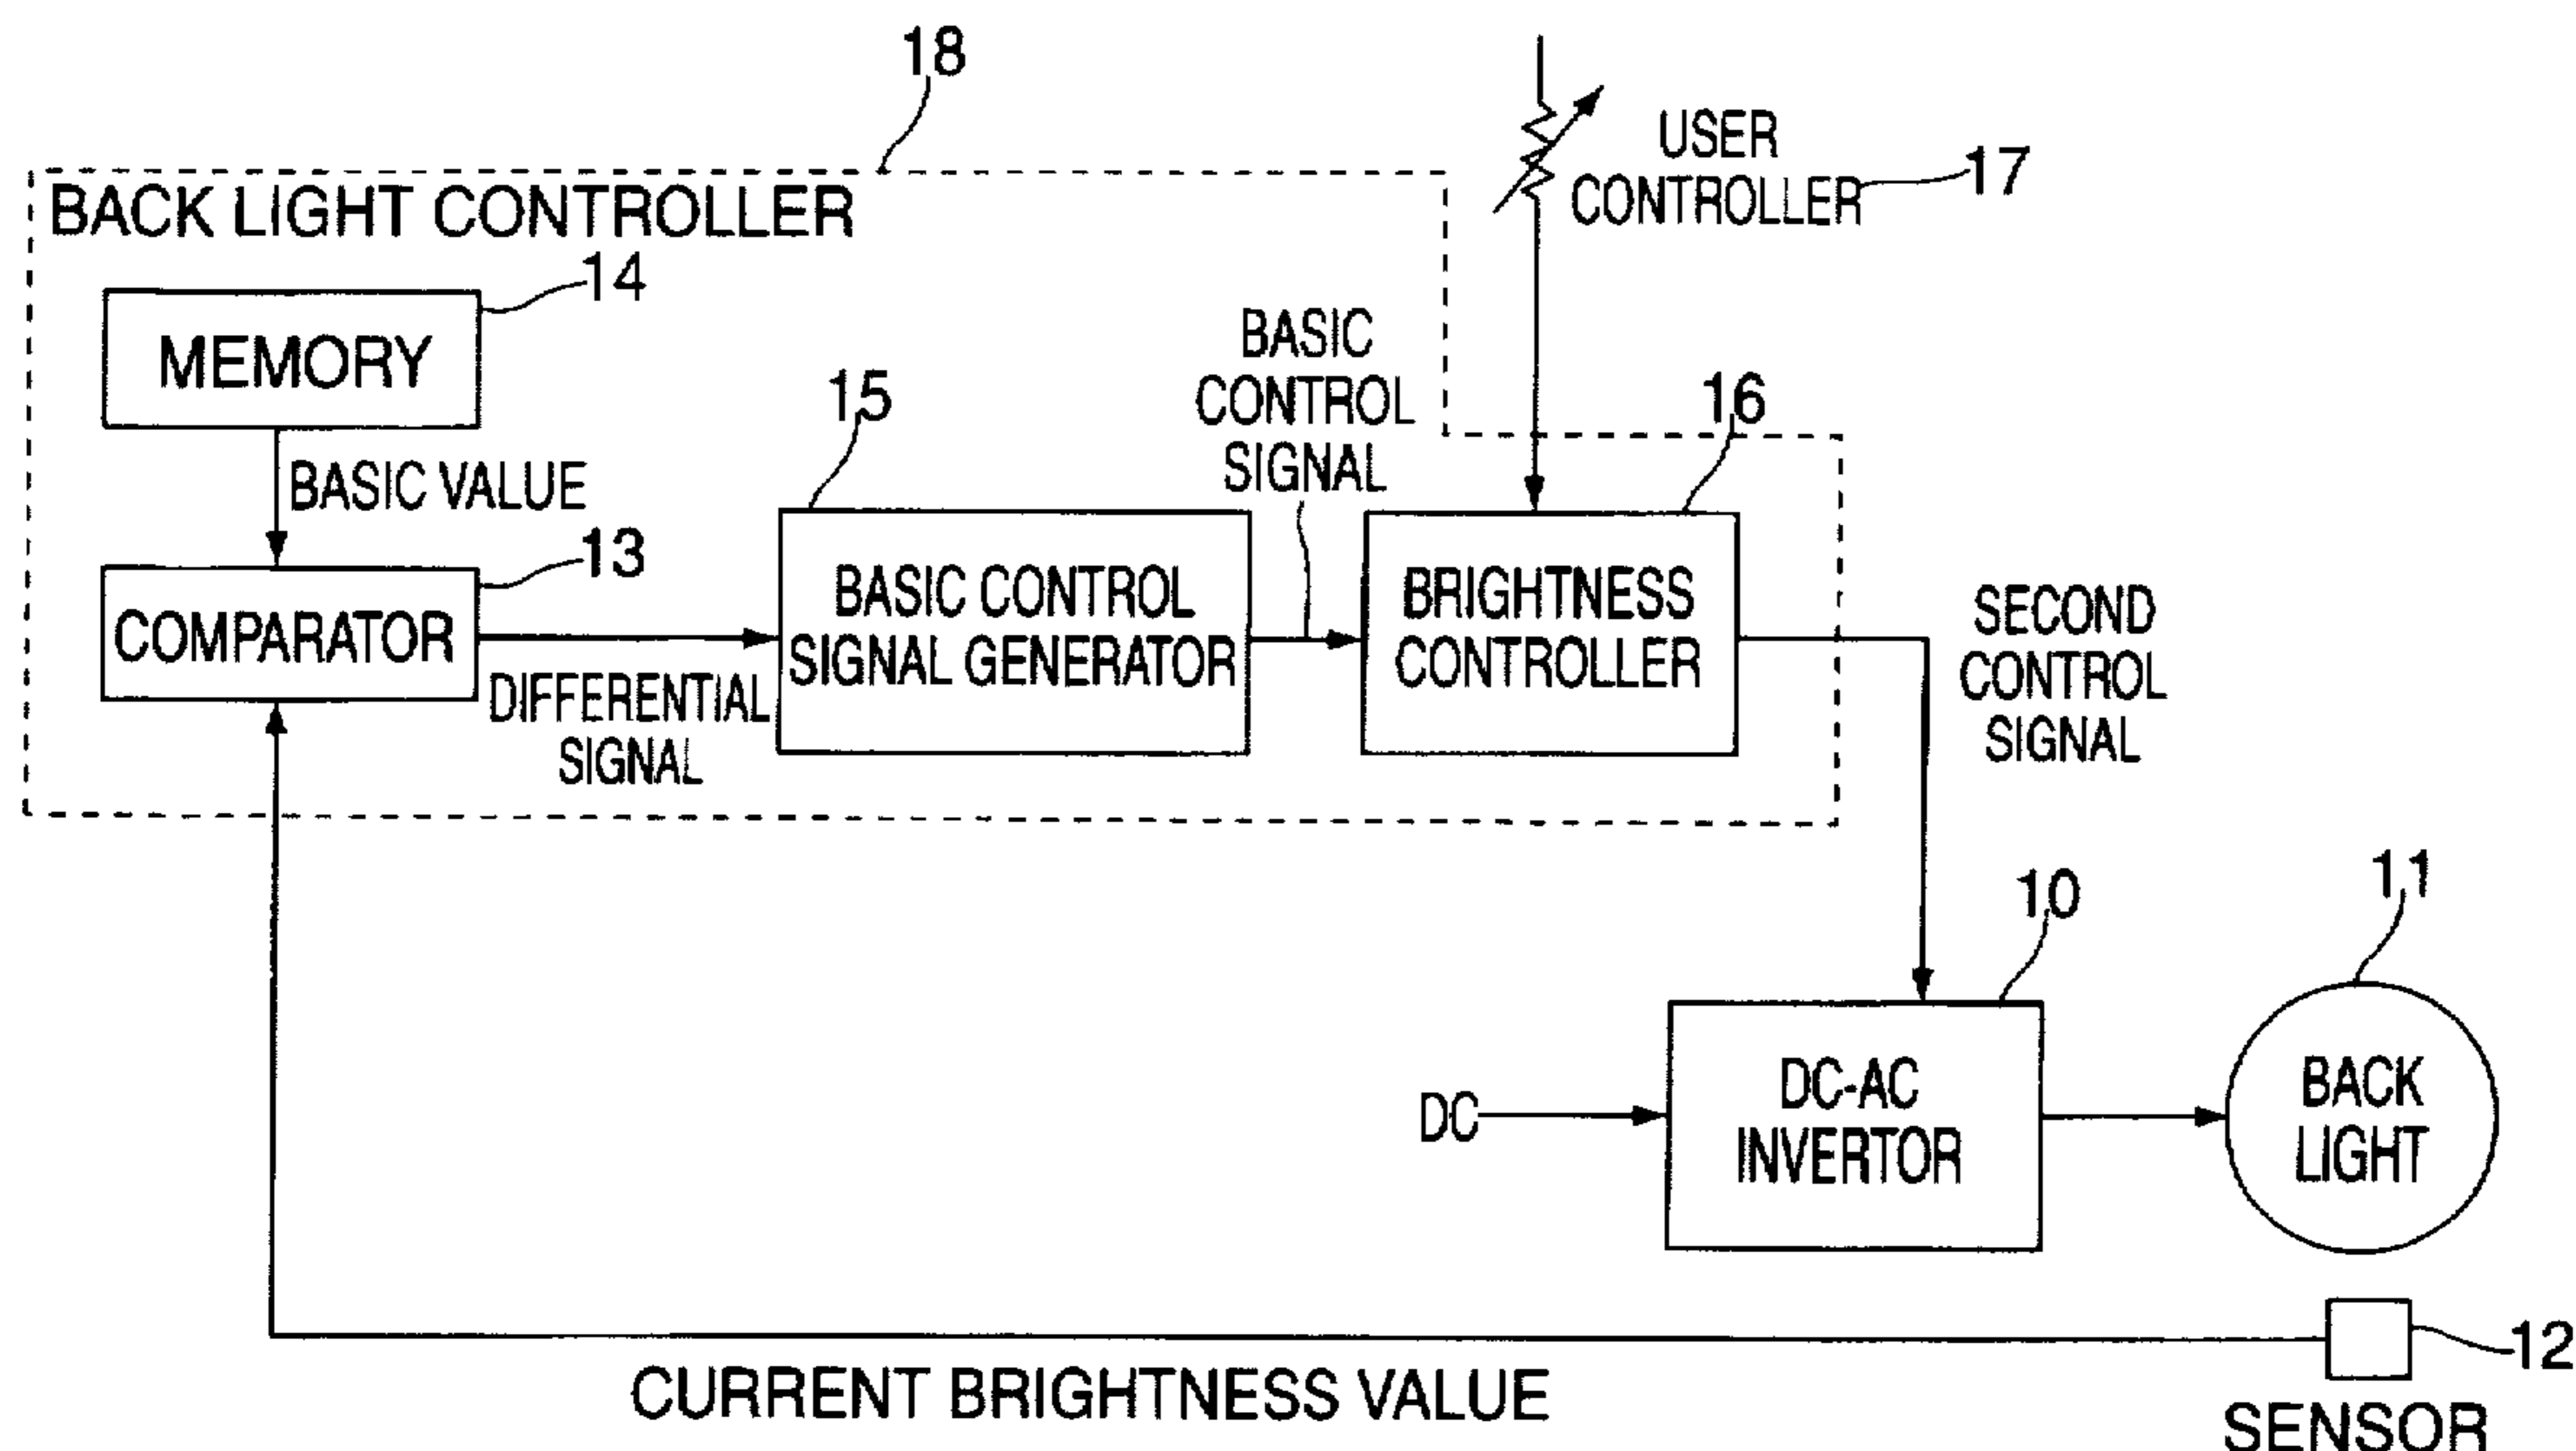 18
USER
CONTROLLER
17
BACK LIGHT CONTROLLER
14
MEMORY
BASIC
CONTROL
SIGNAL
15
16
BASIC VALUE
13
COMPARATOR
BASIC CONTROL
SIGNAL GENERATOR
BRIGHTNESS
CONTROLLER
DIFFERENTIAL
SIGNAL
SECOND
CONTROL
SIGNAL
10
11
DC
DC-AC
INVERTOR
BACK
LIGHT
12
CURRENT BRIGHTNESS VALUE
SENSOR